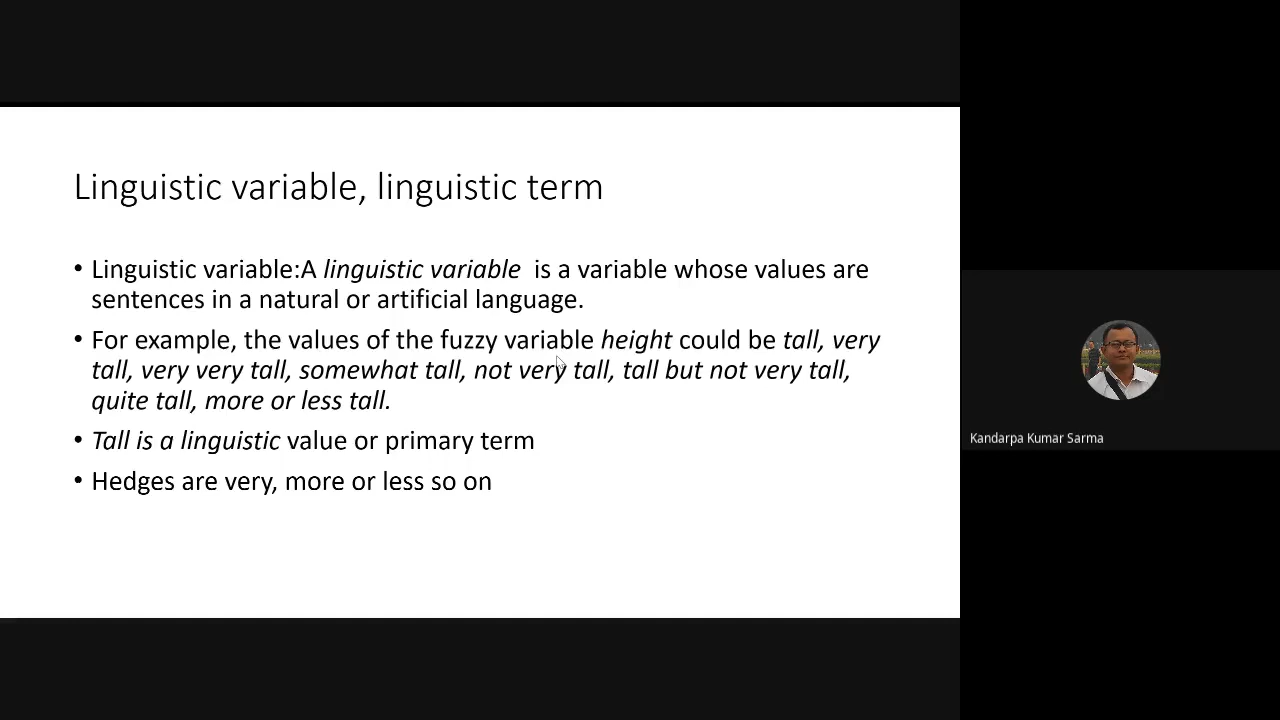 Linguistic variable, linguistic term
• Linguistic variable:A linguistic variable is a variable whose values are
sentences in a natural or artificial language.
• For example, the values of the fuzzy variable height could be tall, very
tall, very very tall, somewhat tall, not very tall, tall but not very tall,
quite tall, more or less tall.
• Tall is a linguistic value or primary term
• Hedges are very, more or less so on
Kandarpa Kumar Sarma